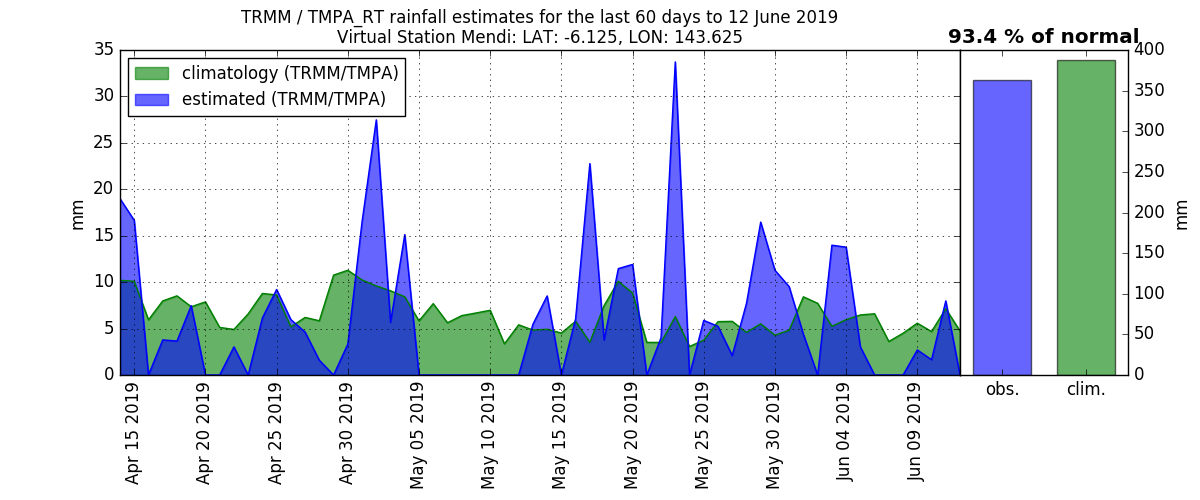 TRMM / TMPA_RT rainfall estimates for the last 60 days to 12 June 2019
Virtual Station Mendi: LAT: -6.125, LON: 143.625
93.4 % of normal
climatology (TRMM/TMPA)
estimated (TRMM/TMPA)
mm
35
30
25
20
15
10
5
0
400
350
300
250
200
150
100
50
0
mm
Apr 15 2019
Apr 20 2019
Apr 25 2019
Apr 30 2019
May 05 2019
May 10 2019
May 15 2019
May 20 2019
May 25 2019
May 30 2019
Jun 04 2019
Jun 09 2019
obs.
clim.